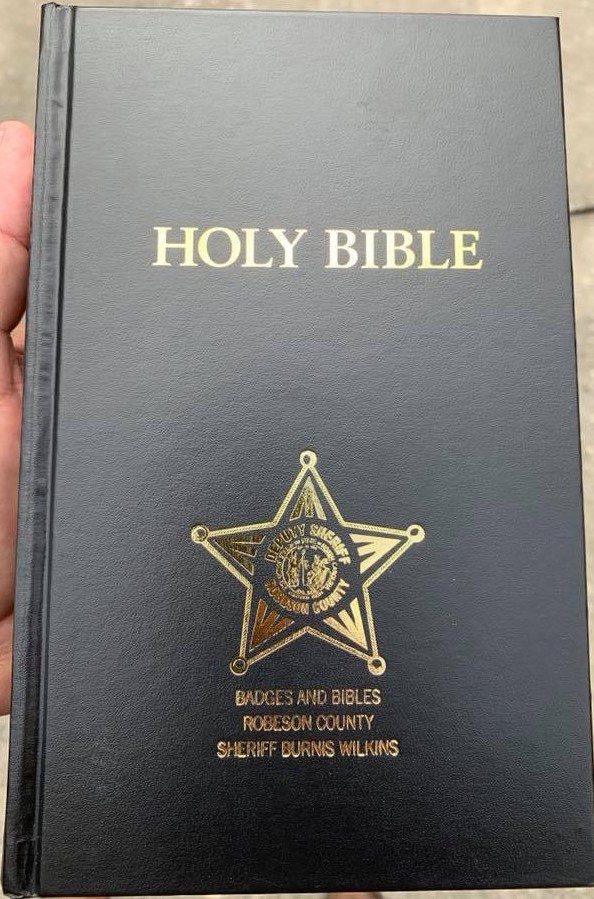 HOLY BIBLE
DEPUTY SHERIFF
ROBESON COUNTY
BADGES AND BIBLES
ROBESON COUNTY
SHERIFF BURNIS WILKINS